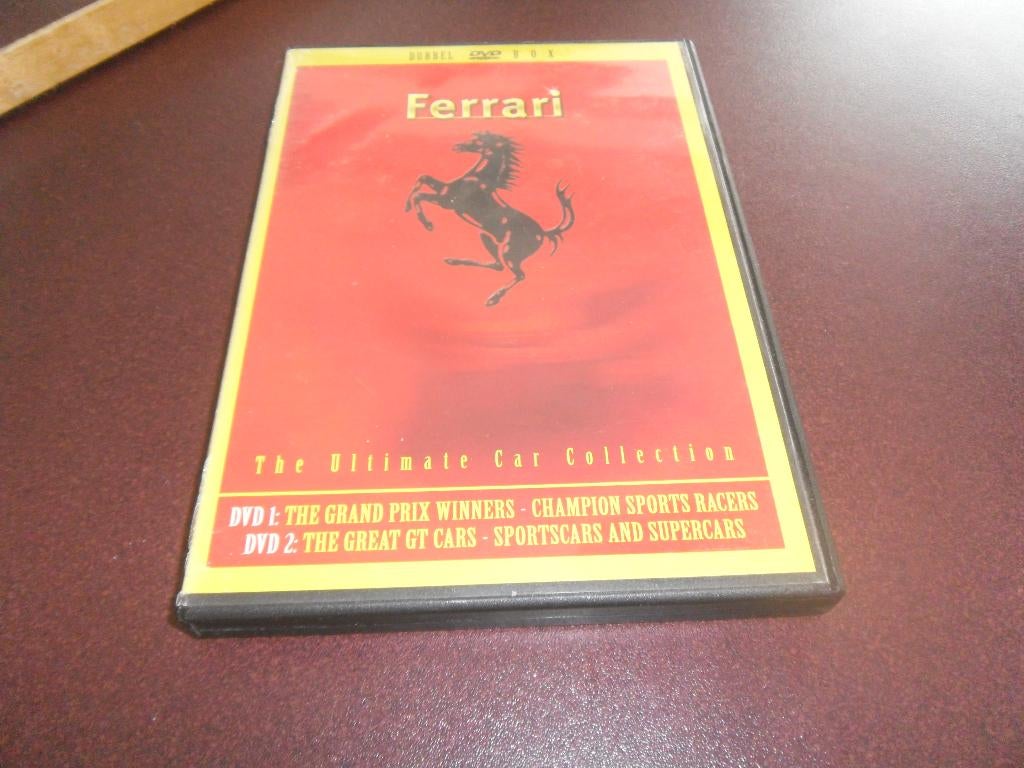 DUBBEL DVD BOX
Ferrari
The Ultimate Car Collection
DVD 1: THE GRAND PRIX WINNERS - CHAMPION SPORTS RACERS
DVD 2: THE GREAT GT CARS - SPORTSCARS AND SUPERCARS